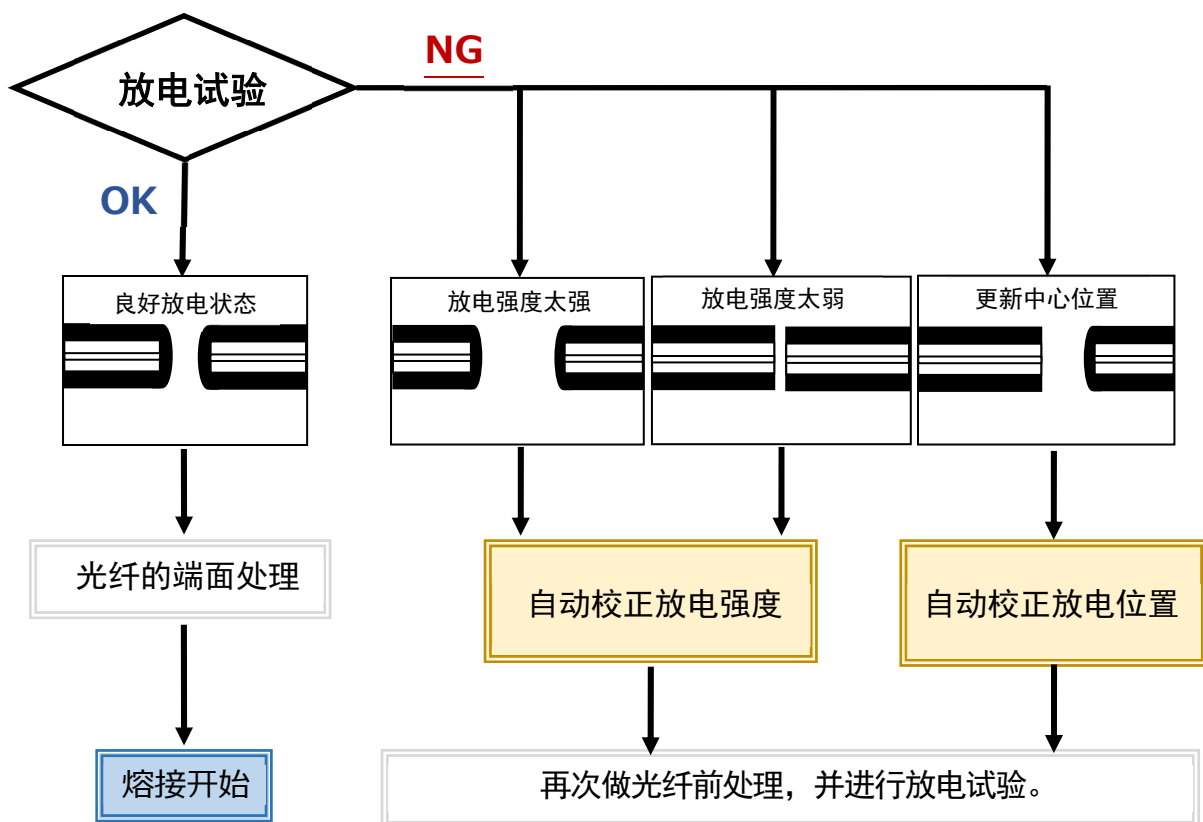 放电试验
NG
OK
良好放电状态
放电强度太强
放电强度太弱
更新中心位置
光纤的端面处理
自动校正放电强度
自动校正放电位置
熔接开始
再次做光纤前处理，并进行放电试验。